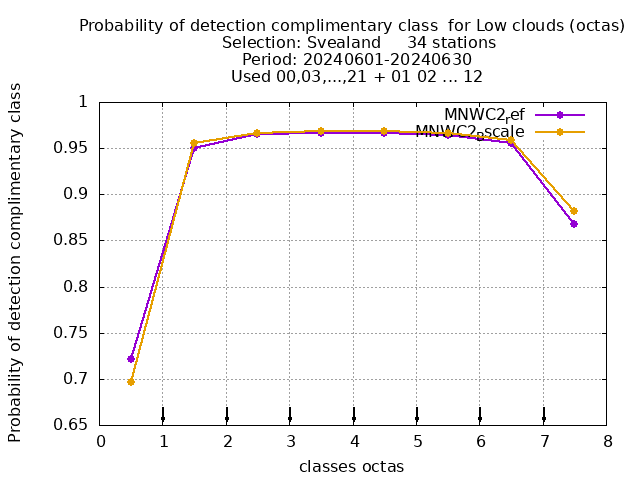 Probability of detection complimentary class  for Low clouds (octas)
Selection: Svealand     34 stations
Period: 20240601-20240630
Used 00,03,...,21 + 01 02 ... 12
Probability of detection complimentary class
1
0.95
0.9
0.85
0.8
0.75
0.7
0.65
MNWC2_ref
MNWC2_pscale
0 1 2 3 4 5 6 7 8
classes octas